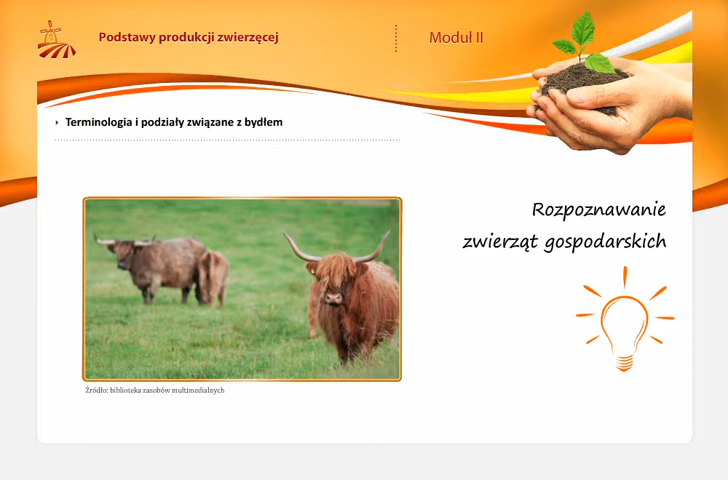 Podstawy produkcji zwierzęcej
Moduł II
Terminologia i podziały związane z bydłem
Rozpoznawanie
zwierząt gospodarskich
Źródło: biblioteka zasobów multimedialnych